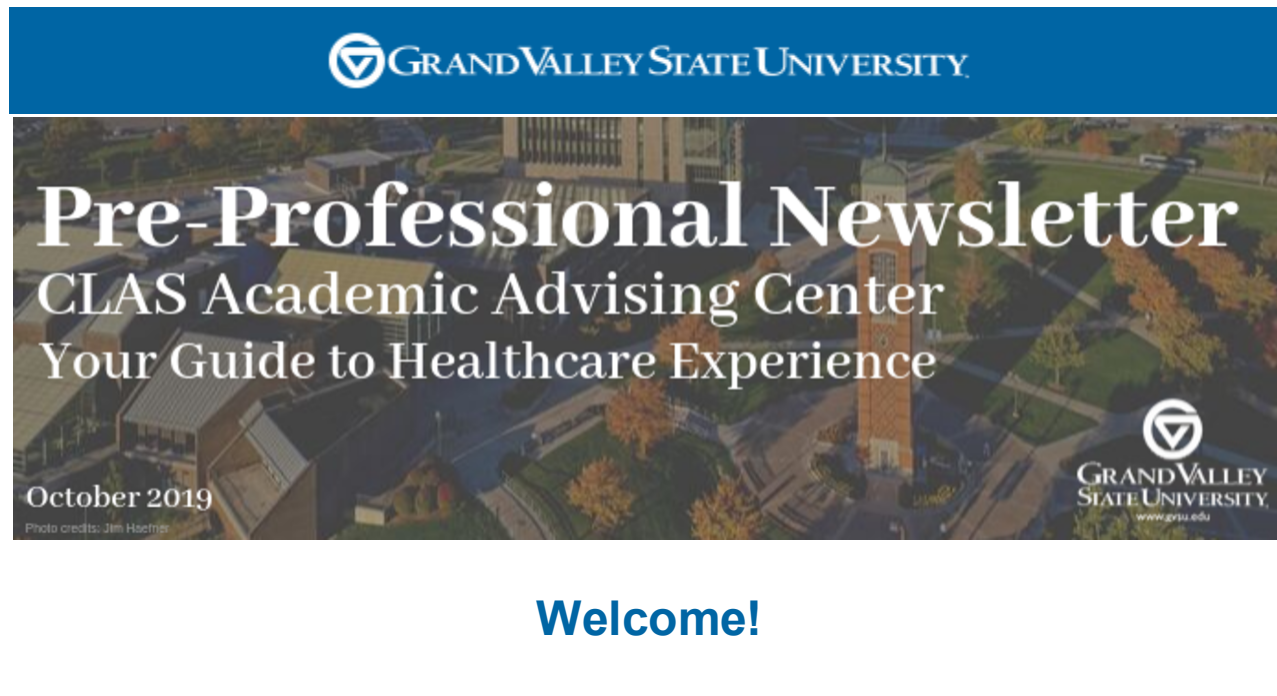 GRAND VALLEY STATE UNIVERSITY.
Pre-Professional Newsletter
CLAS Academic Advising Center
Your Guide to Healthcare Experience
October 2019
Photo credits: Jim Haefner
GRAND VALLEY
STATE UNIVERSITY.
www.gvsu.edu
Welcome!